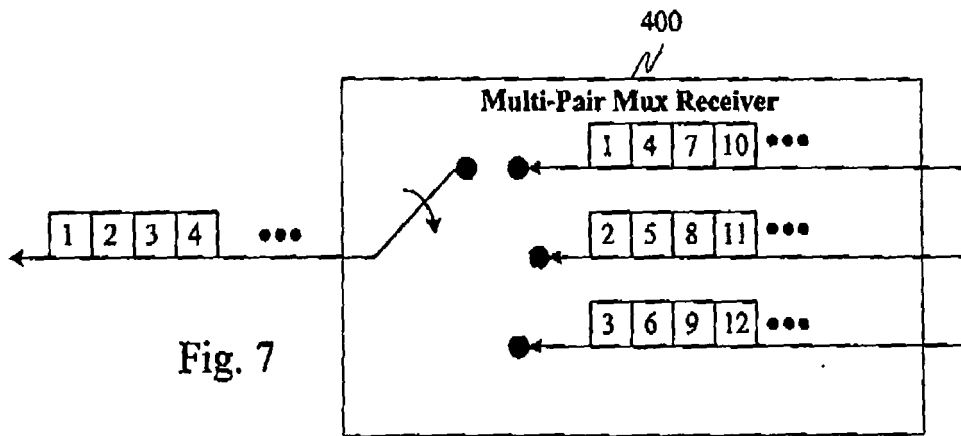 400
Multi-Pair Mux Receiver
1 4 7 10 •••
1 2 3 4 •••
2 5 8 11 •••
3 6 9 12 •••
Fig. 7